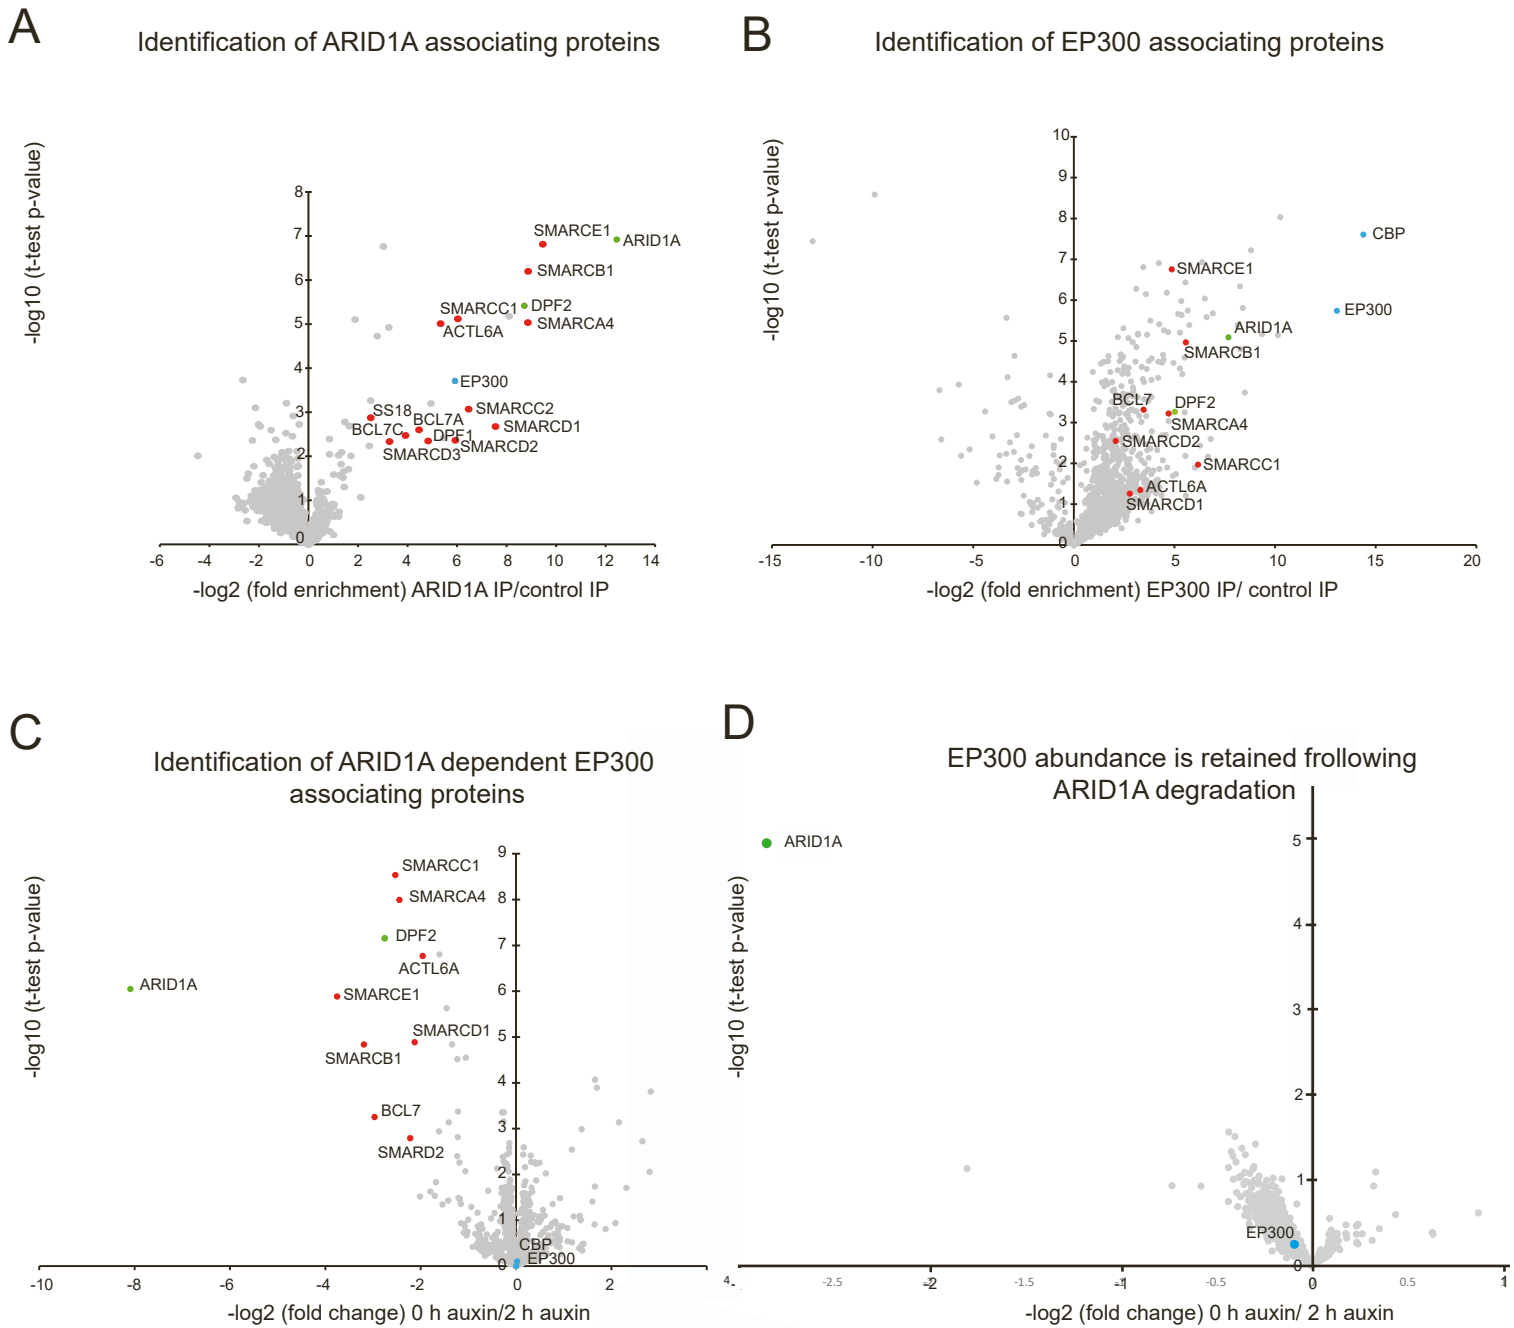 A
Identification of ARID1A associating proteins
-log10 (t-test p-value)
8
7
6
5
4
3
2
1
0
SMARCE1
ARID1A
SMARCB1
SMARCC1
DPF2
ACTL6A
SMARCA4
EP300
SS18
SMARCC2
BCL7A
BCL7C
DPF1
SMARCD1
SMARCD3
SMARCD2
-6 -4 -2 0 2 4 6 8 10 12 14
-log2 (fold enrichment) ARID1A IP/control IP
B
Identification of EP300 associating proteins
-log10 (t-test p-value)
10
9
8
7
6
5
4
3
2
1
0
CBP
SMARCE1
EP300
ARID1A
SMARCB1
BCL7
DPF2
SMARCA4
SMARCD2
SMARCC1
ACTL6A
SMARCD1
-15 -10 -5 0 5 10 15 20
-log2 (fold enrichment) EP300 IP/ control IP
C
Identification of ARID1A dependent EP300
associating proteins
-log10 (t-test p-value)
9
8
7
6
5
4
3
2
1
0
SMARCC1
SMARCA4
DPF2
ACTL6A
ARID1A
SMARCE1
SMARCD1
SMARCB1
BCL7
SMARD2
CBP
EP300
-10 -8 -6 -4 -2 0 2 4
-log2 (fold change) 0 h auxin/2 h auxin
D
EP300 abundance is retained frollowing
ARID1A degradation
-log10 (t-test p-value)
5
4
3
2
1
0
ARID1A
EP300
-2.5 -2 -1.5 -1 -0.5 0 0.5 1
-log2 (fold change) 0 h auxin/ 2 h auxin